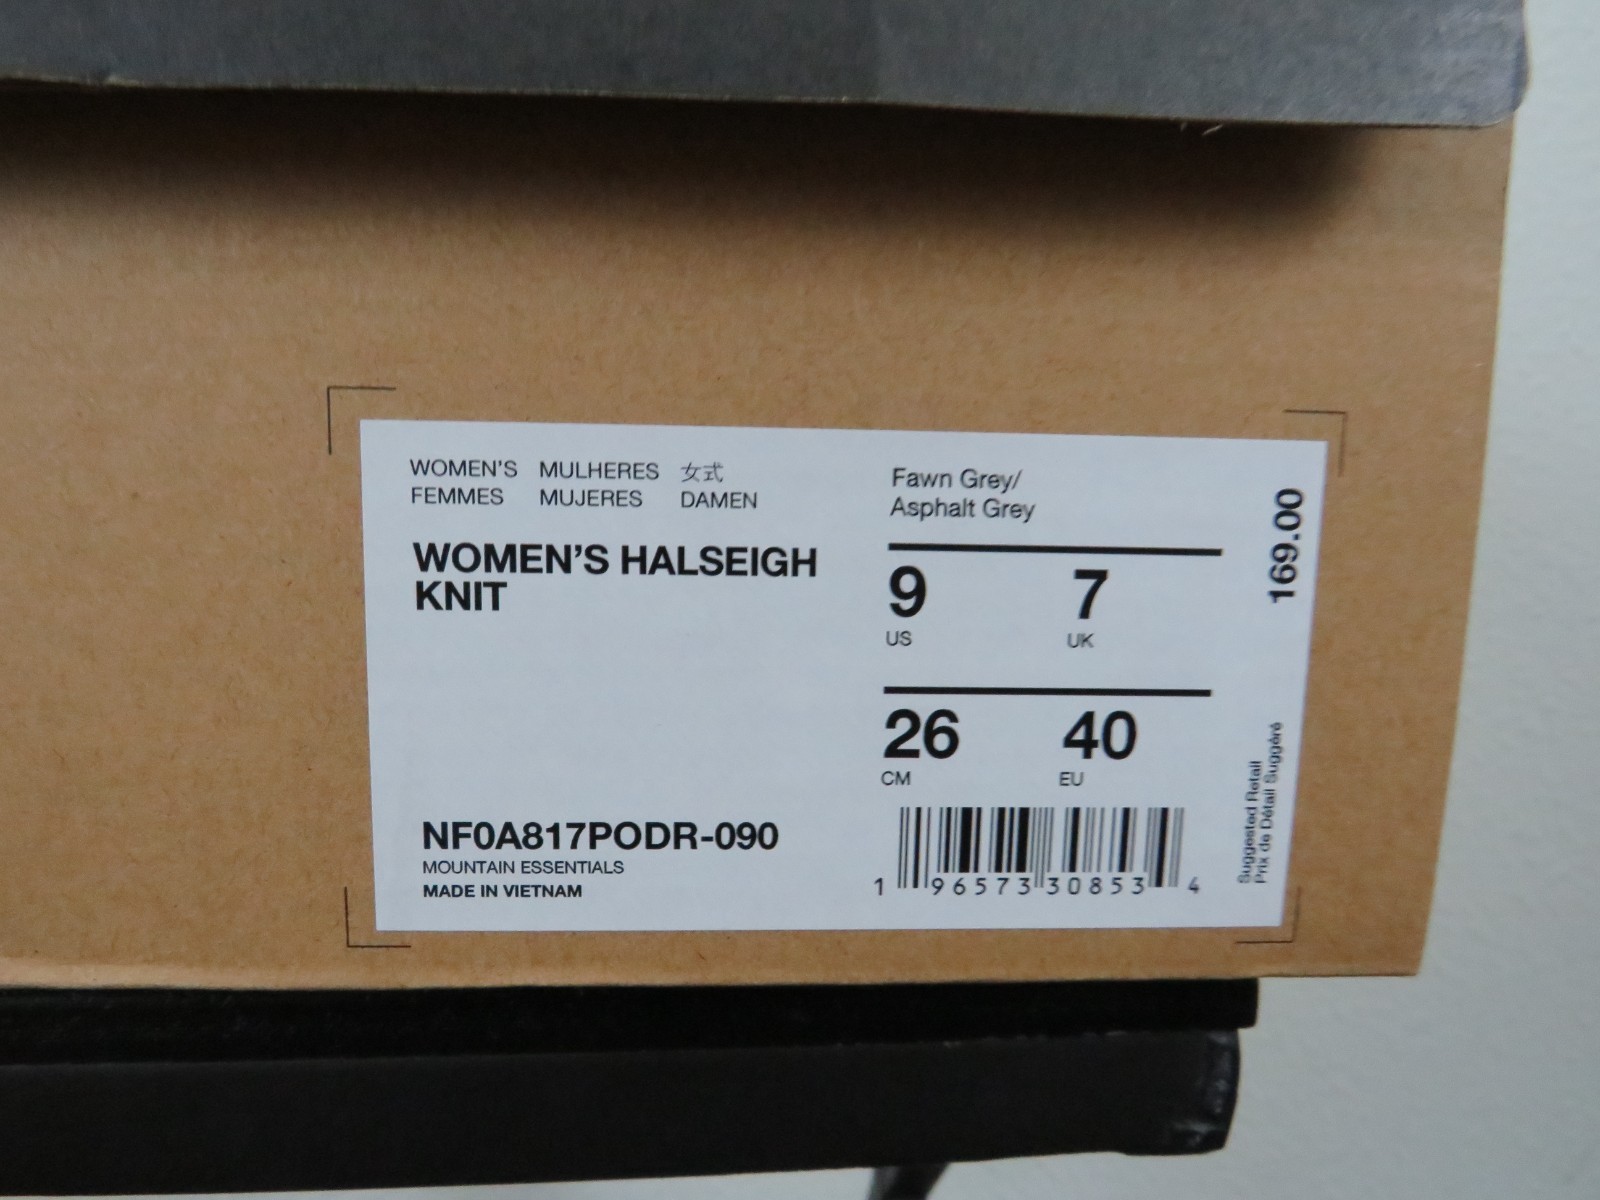 WOMEN'S MULHERES 女式
FEMMES MUJERES DAMEN
WOMEN'S HALSEIGH
KNIT
NF0A817PODR-090
MOUNTAIN ESSENTIALS
MADE IN VIETNAM
Fawn Grey/
Asphalt Grey
9 7
US UK
26 40
CM EU
1 96573 30853 4
169.00
Suggested Retail
Prix de Détail Suggéré